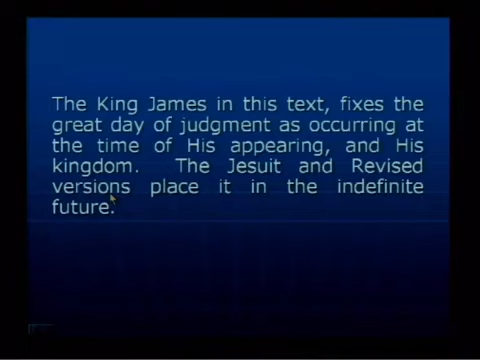 The King James in this text, fixes the
great day of judgment as occurring at
the time of His appearing, and His
kingdom. The Jesuit and Revised
versions place it in the indefinite
future.